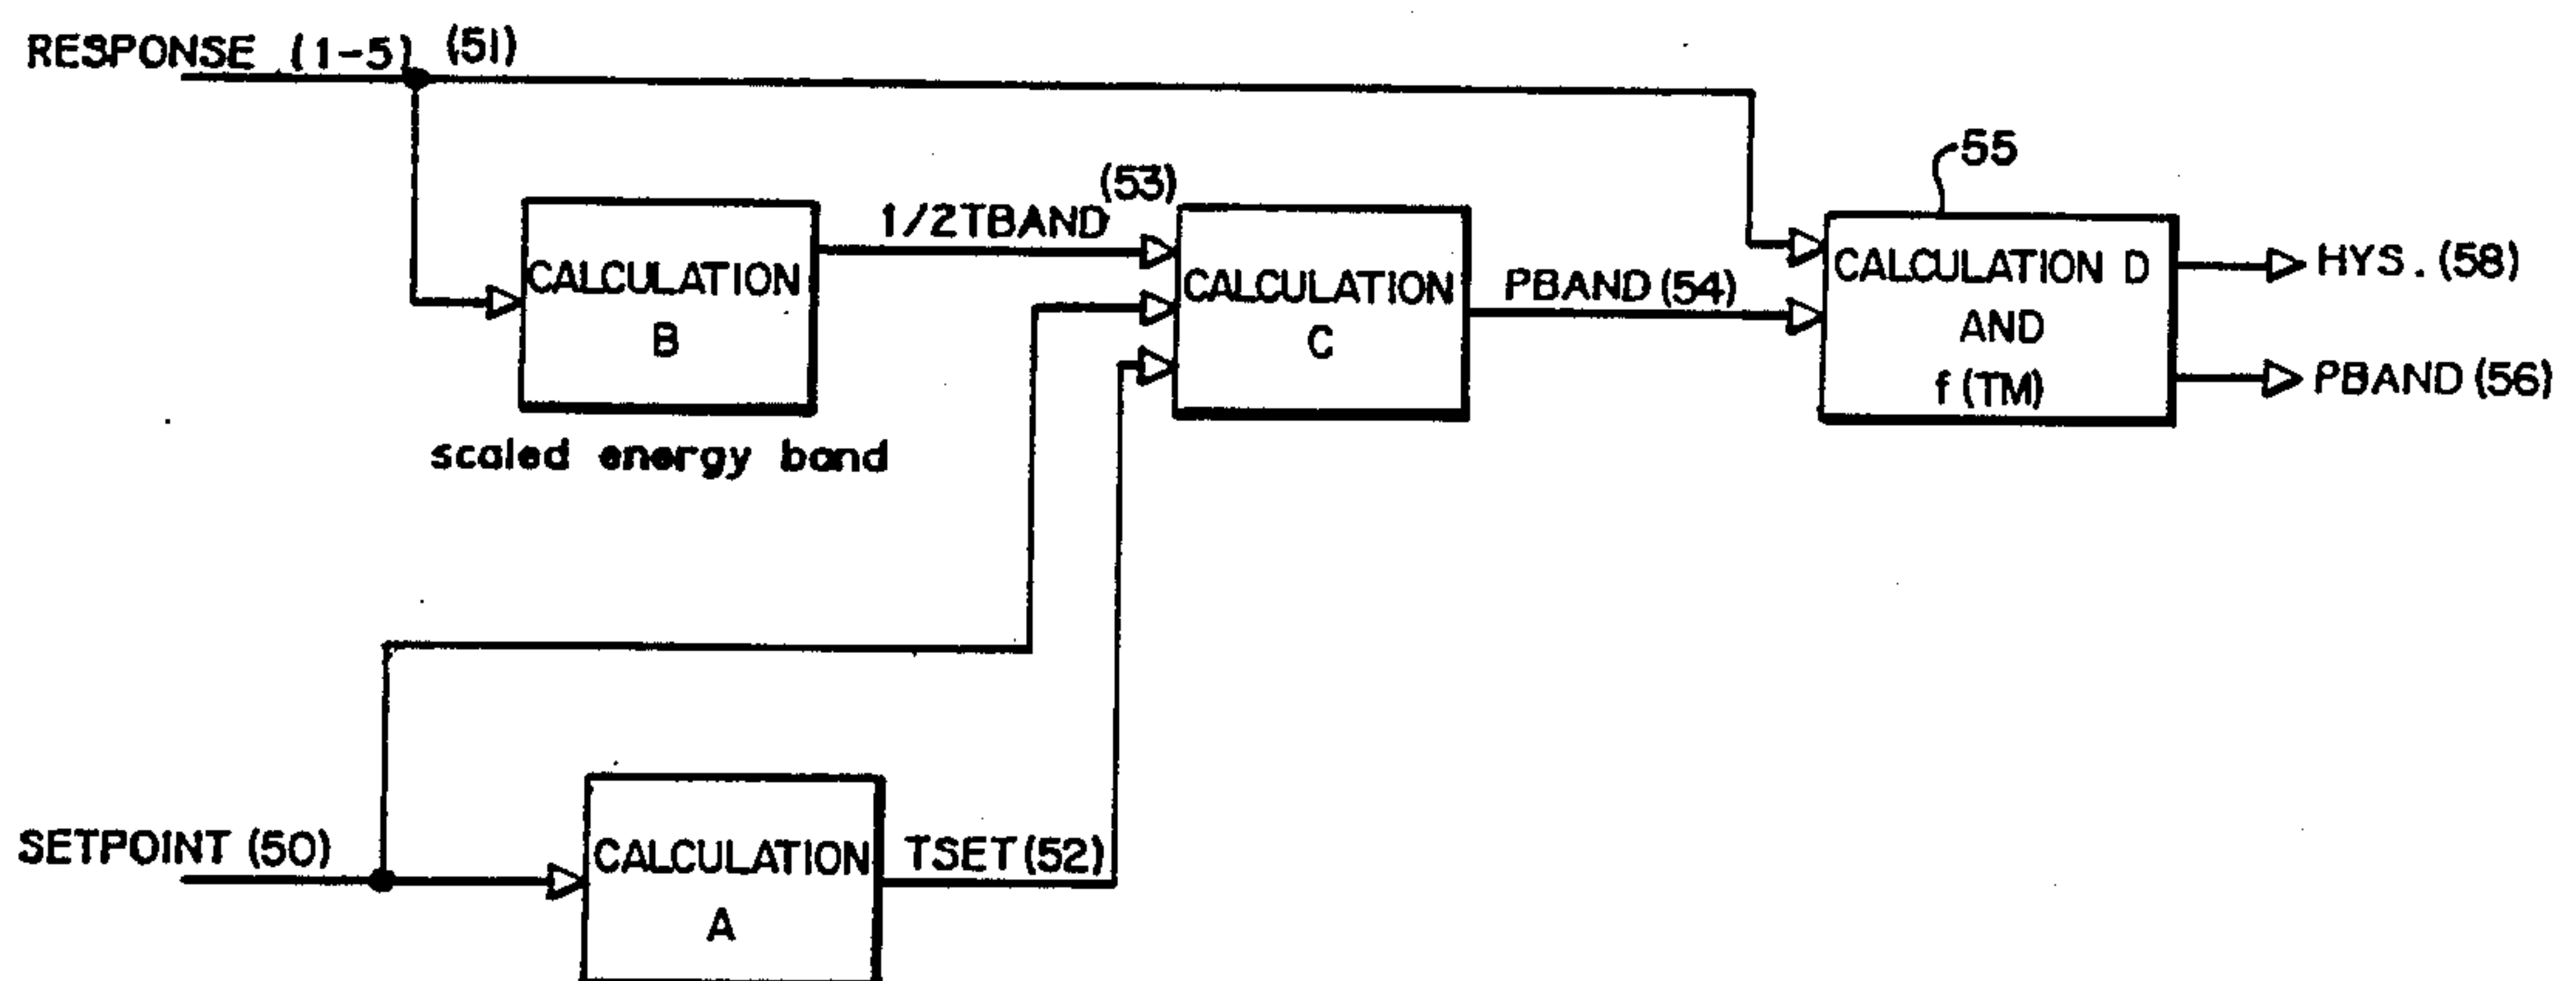 RESPONSE (1-5) (51)
55
(53)
1/2TBAND
CALCULATION
B
CALCULATION
C
PBAND (54)
CALCULATION D
AND
f (TM)
HYS. (58)
PBAND (56)
scaled energy band
SETPOINT (50)
CALCULATION
A
TSET (52)